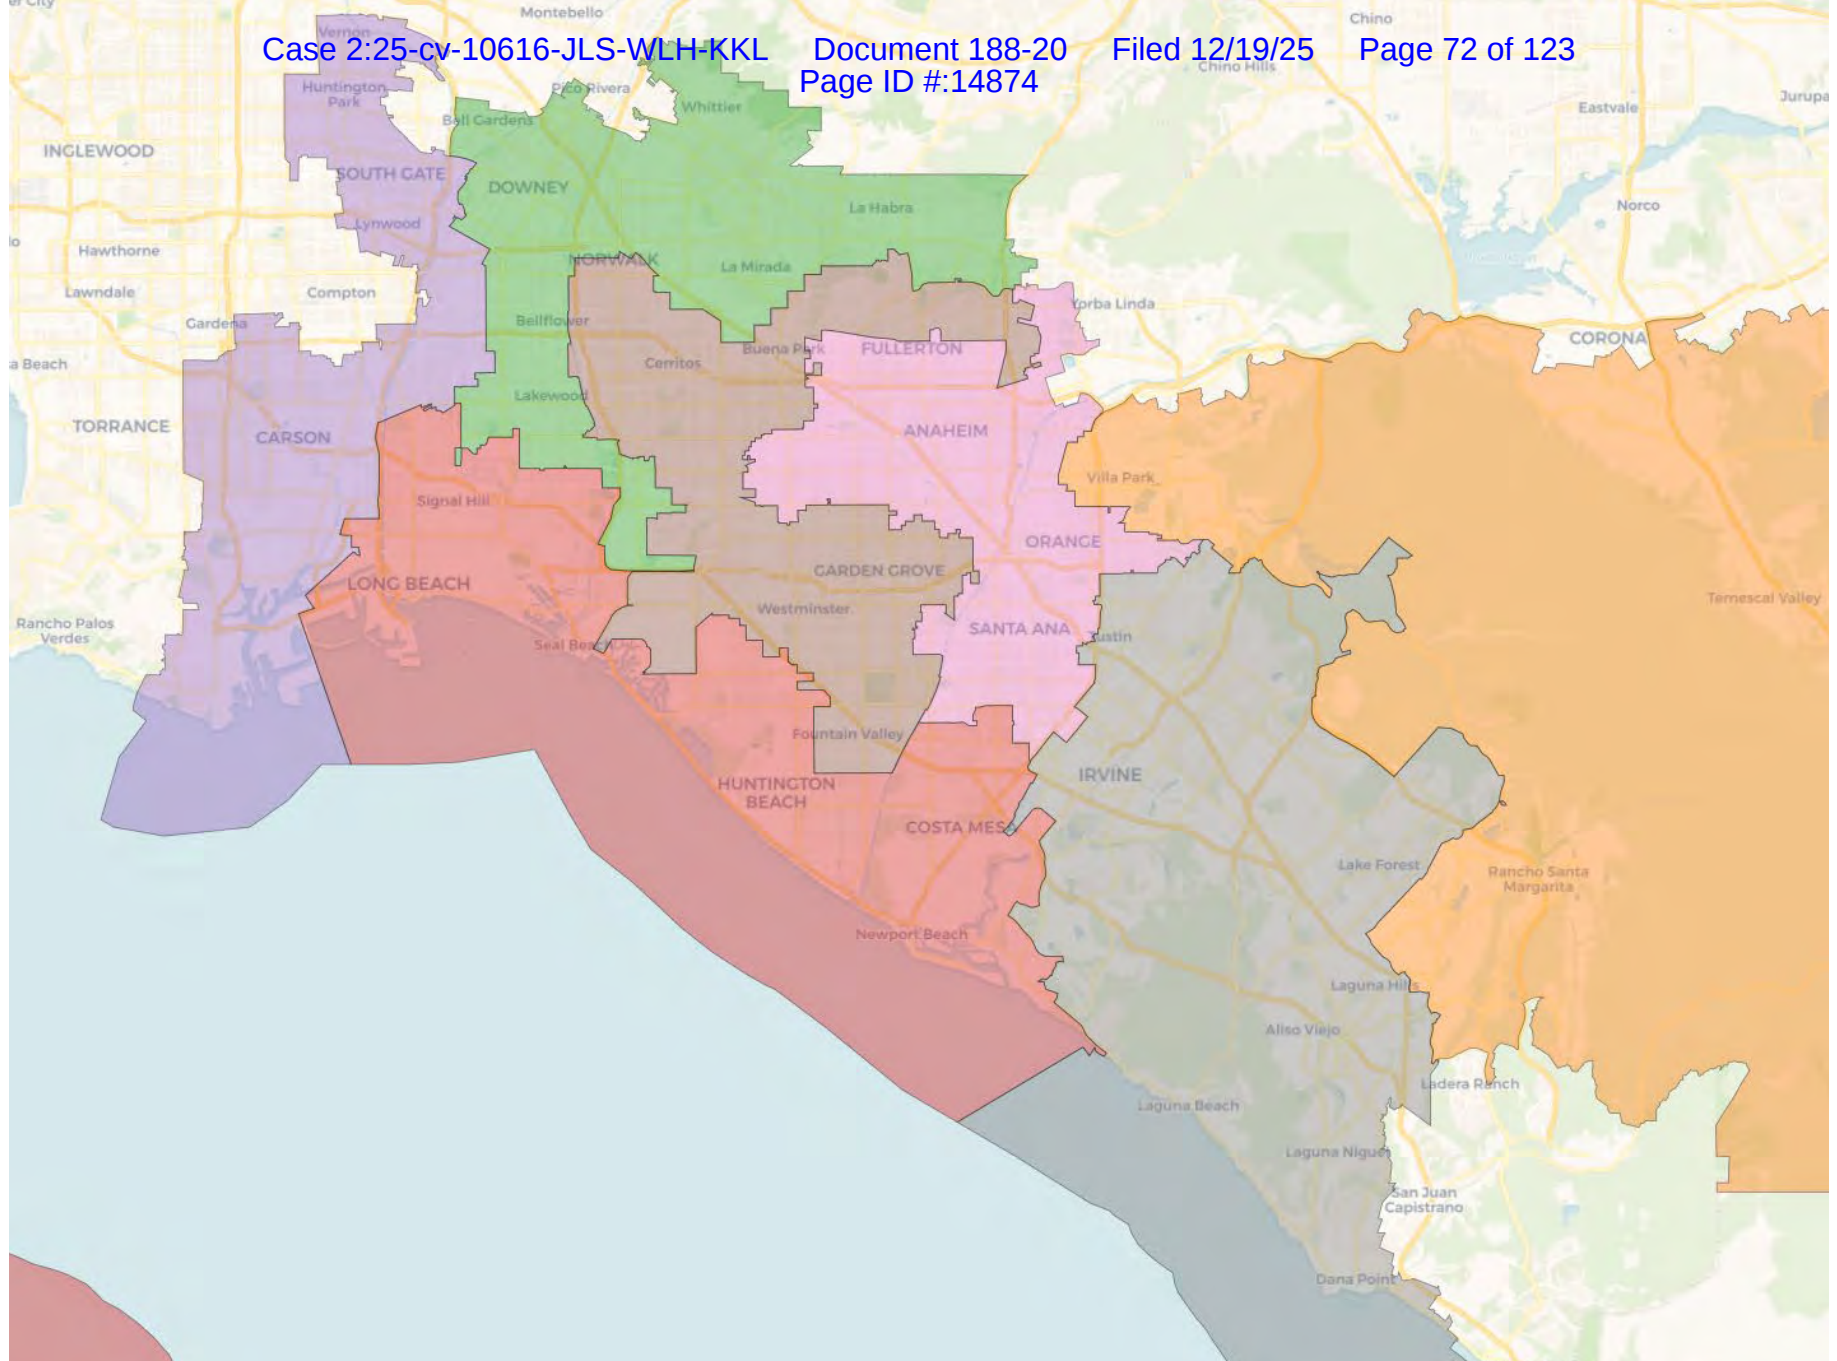 Montebello
Chino
Vernon
Case 2:25-cv-10616-JLS-WLH-KKL Document 188-20 Filed 12/19/25 Page 72 of 123
Page ID #:14874
Chino Hills
Huntington
Park
Pico Rivera
Whittier
Eastvale
Jurupa
Bell Gardens
INGLEWOOD
SOUTH GATE
DOWNEY
La Habra
Norco
Lynwood
Hawthorne
NORWALK
La Mirada
Lawndale
Compton
Yorba Linda
Gardena
Bellflower
Buena Park
FULLERTON
CORONA
a Beach
Cerritos
Lakewood
TORRANCE
CARSON
ANAHEIM
Villa Park
Signal Hill
ORANGE
LONG BEACH
GARDEN GROVE
Temescal Valley
Westminster
Rancho Palos
Verdes
SANTA ANA
Tustin
Seal Beach
Fountain Valley
IRVINE
HUNTINGTON
BEACH
COSTA MESA
Lake Forest
Rancho Santa
Margarita
Newport Beach
Laguna Hills
Aliso Viejo
Ladera Ranch
Laguna Beach
Laguna Niguel
San Juan
Capistrano
Dana Point